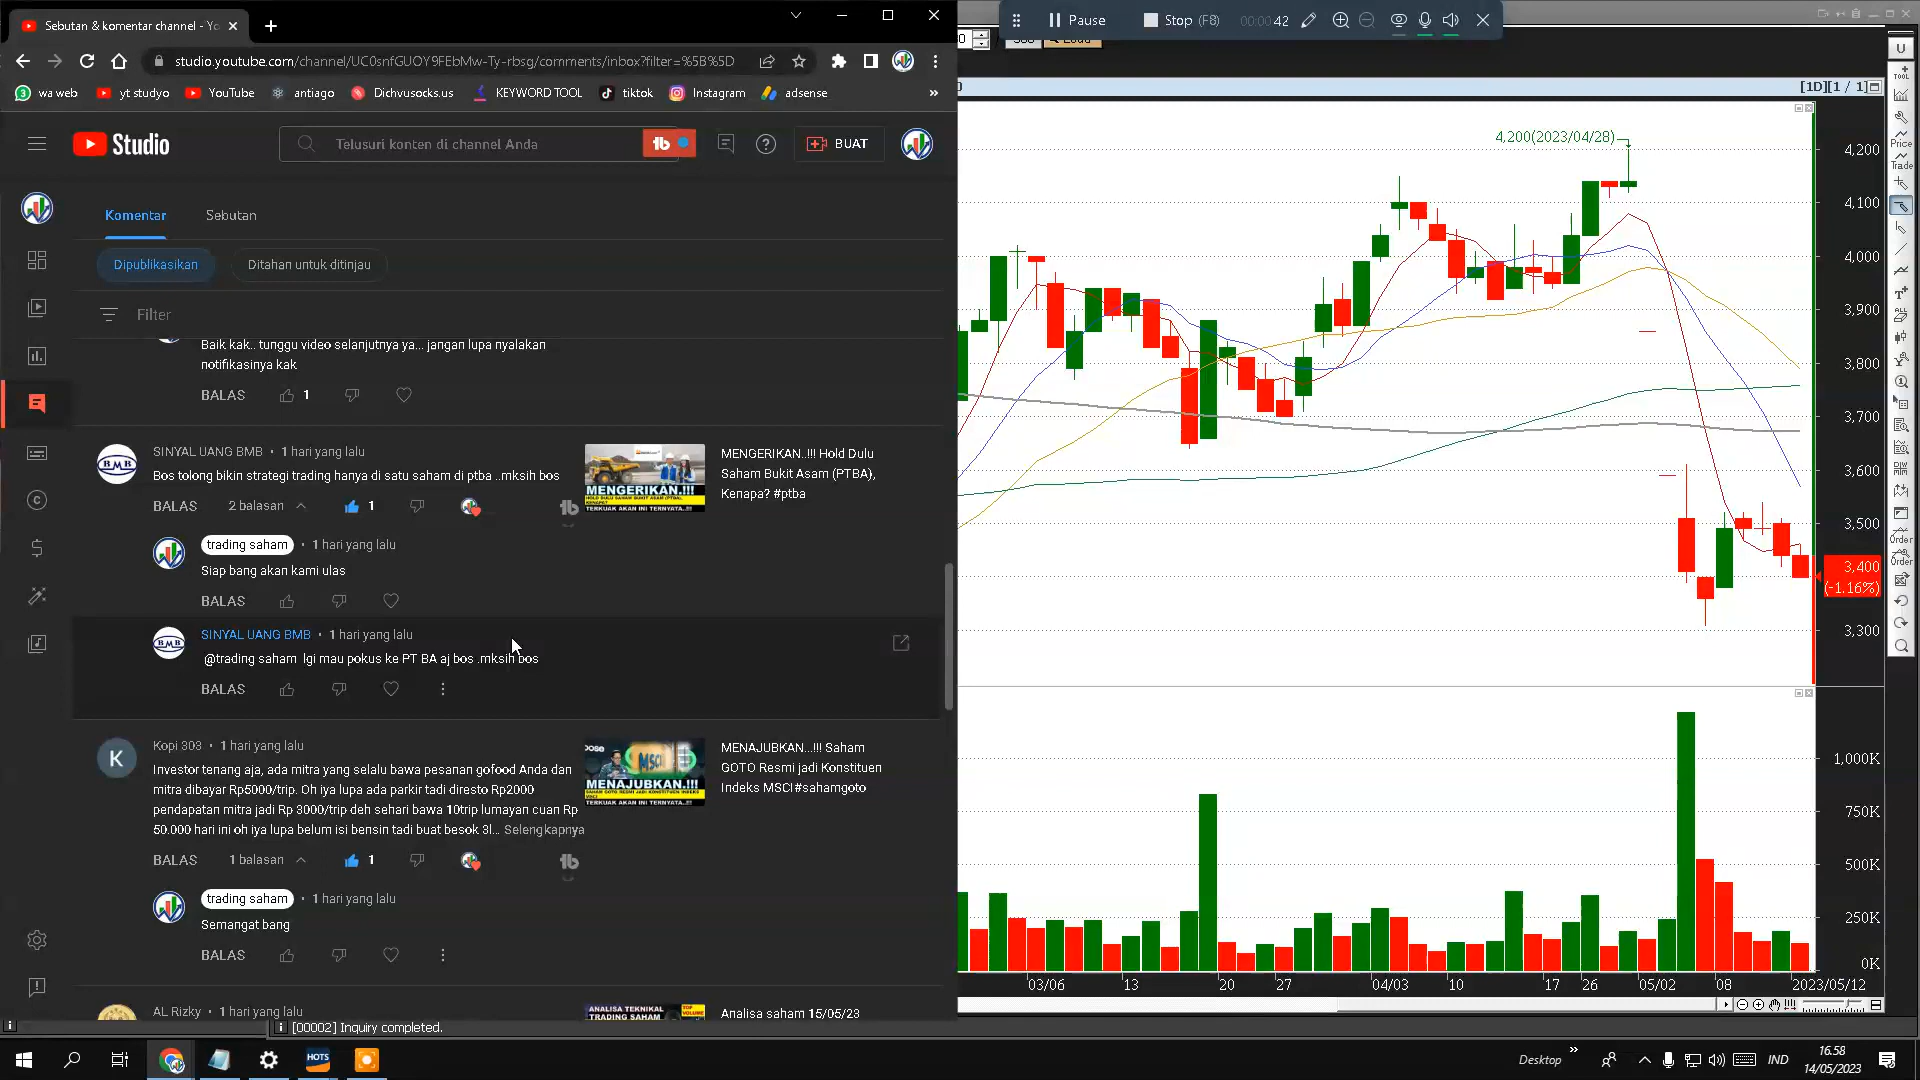 Sebutan & komentar channel - Yo
studio.youtube.com/channel/UC0snfGUOY9FEbMw-Ty-rbsg/comments/inbox?filter=%5B%5D
wa web
yt studyo
YouTube
antiago
Dichvusocks.us
KEYWORD TOOL
tiktok
Instagram
adsense
»
Studio
Telusuri konten di channel Anda
BUAT
Komentar
Sebutan
Dipublikasikan
Ditahan untuk ditinjau
Filter
Baik kak.. tunggu video selanjutnya ya... jangan lupa nyalakan
notifikasinya kak
BALAS
1
SINYAL UANG BMB • 1 hari yang lalu
Bos tolong bikin strategi trading hanya di satu saham di ptba ..mksih bos
BALAS
2 balasan
1
MENGERIKAN.!!!
TERKUAK AKAN INI TERNYATA..!!
MENGERIKAN..!!! Hold Dulu
Saham Bukit Asam (PTBA),
Kenapa? #ptba
trading saham • 1 hari yang lalu
Siap bang akan kami ulas
BALAS
SINYAL UANG BMB • 1 hari yang lalu
@trading saham lgi mau pokus ke PT BA aj bos .mksih bos
BALAS
K
Kopi 303 • 1 hari yang lalu
Investor tenang aja, ada mitra yang selalu bawa pesanan gofood Anda dan
mitra dibayar Rp5000/trip. Oh iya lupa ada parkir tadi diresto Rp2000
pendapatan mitra jadi Rp 3000/trip deh sehari bawa 10trip lumayan cuan Rp
50.000 hari ini oh iya lupa belum isi bensin tadi buat besok 3l... Selengkapnya
BALAS
1 balasan
1
MSCI
MENAJUBKAN.!!!
TERKUAK AKAN INI TERNYATA..!!
MENAJUBKAN...!!! Saham
GOTO Resmi jadi Konstituen
Indeks MSCI#sahamgoto
trading saham • 1 hari yang lalu
Semangat bang
BALAS
AL Rizky • 1 hari yang lalu
ANALISA TEKNIKAL
TRADING SAHAM
Analisa saham 15/05/23
Pause
Stop (F8)
00:00:42
[1D][1 / 1]
4,200(2023/04/28)
4,200
4,100
4,000
3,900
3,800
3,700
3,600
3,500
3,400
(-1.16%)
3,300
1,000K
750K
500K
250K
0K
03/06
13
20
27
04/03
10
17
26
05/02
08
2023/05/12
U
TOOL
Price
Trade
Order
Order
[00002] Inquiry completed.
HOTS
Desktop
IND
16.58
14/05/2023